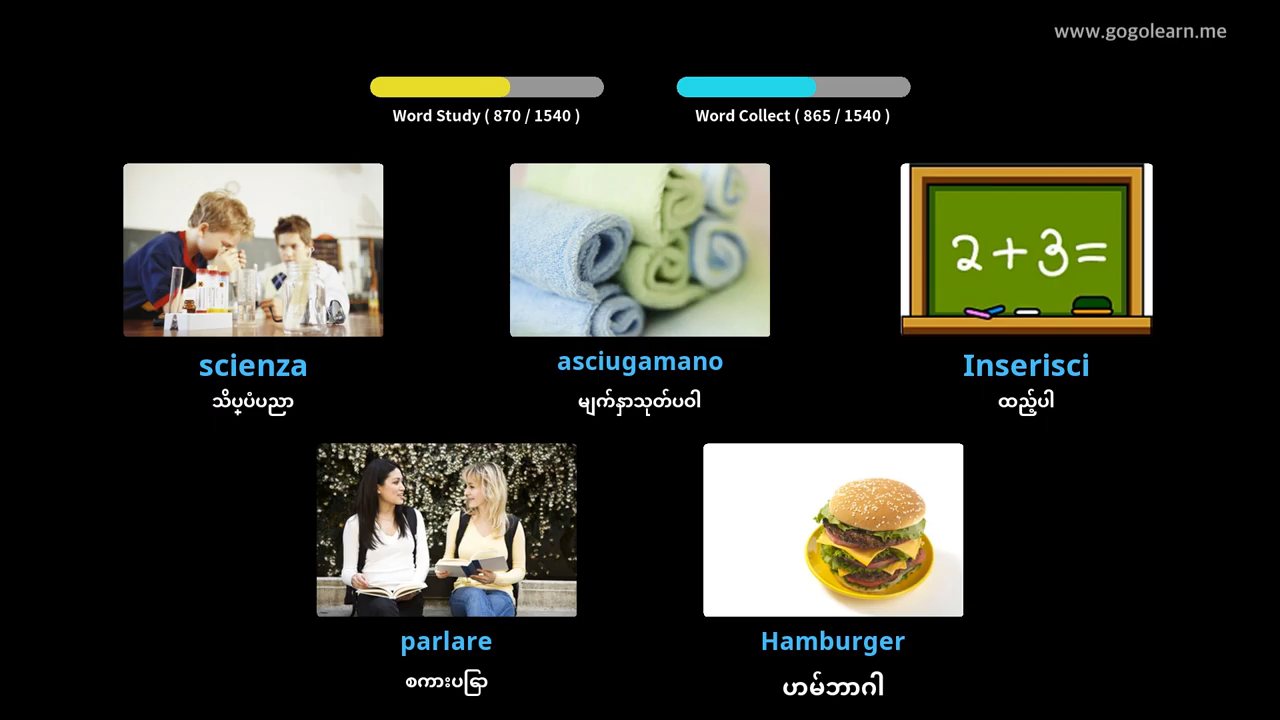 www.gogolearn.me
Word Study ( 870 / 1540 )
Word Collect ( 865 / 1540 )
2+3=
scienza
asciugamano
Inserisci
သိပ္ပံပညာ
မျက်နှာသုတ်ပဝါ
ထည့်ပါ
parlare
Hamburger
စကားပြော
ဟမ်ဘာဂါ